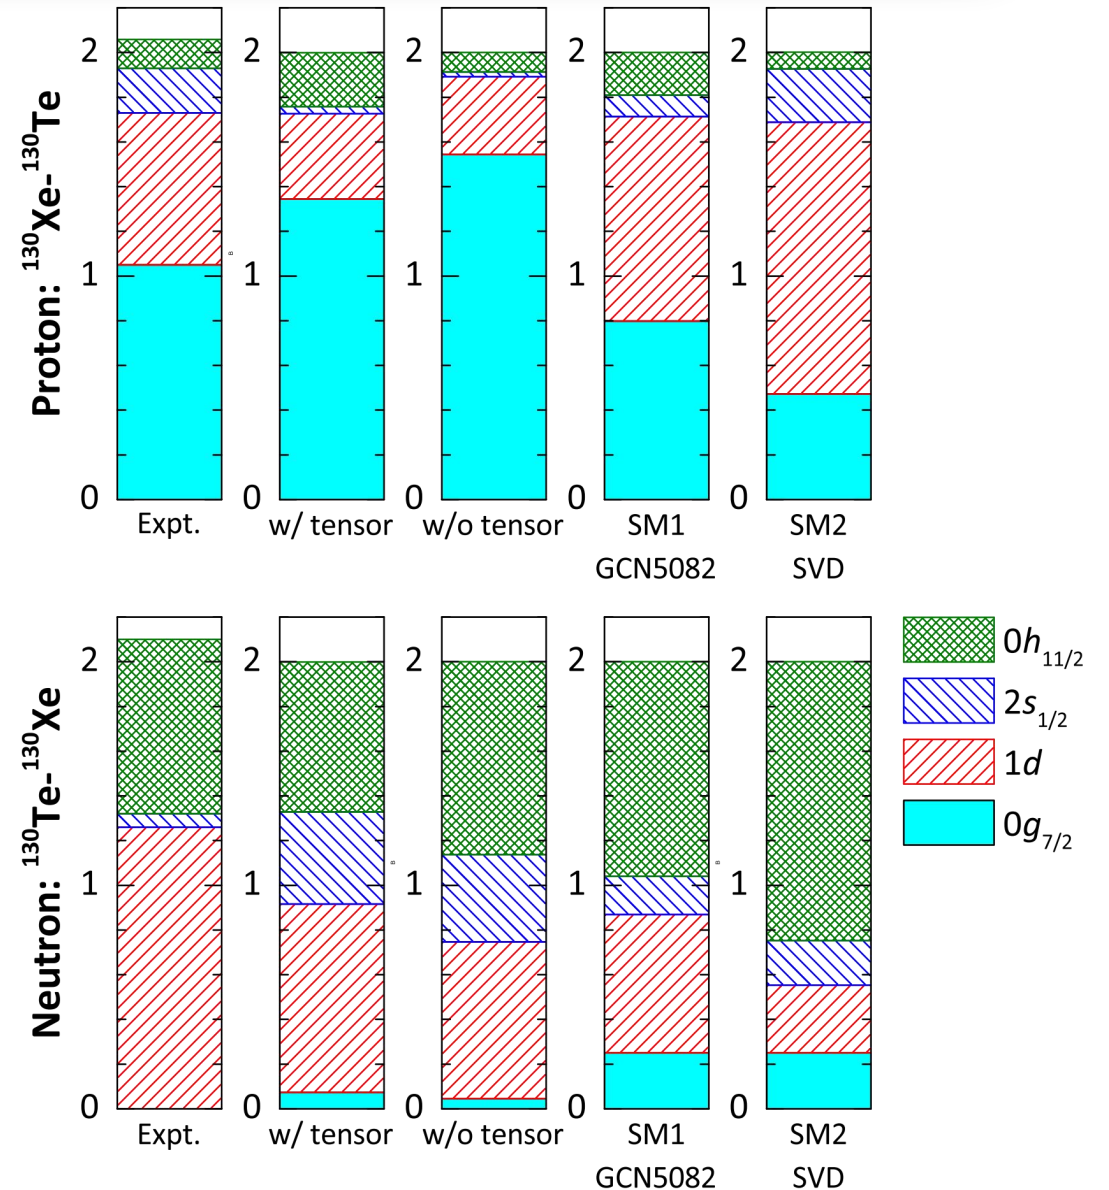 Proton: ¹³⁰Xe-¹³⁰Te
2 2 2 2 2
1 1 1
0 0 0 0 0
Expt. w/ tensor w/o tensor SM1 SM2
GCN5082 SVD
Neutron: ¹³⁰Te-¹³⁰Xe
2 2 2 2 2
1 1 1 1 1
0 0 0 0 0
Expt. w/ tensor w/o tensor SM1 SM2
GCN5082 SVD
0h₁₁/₂
2s₁/₂
1d
0g₇/₂